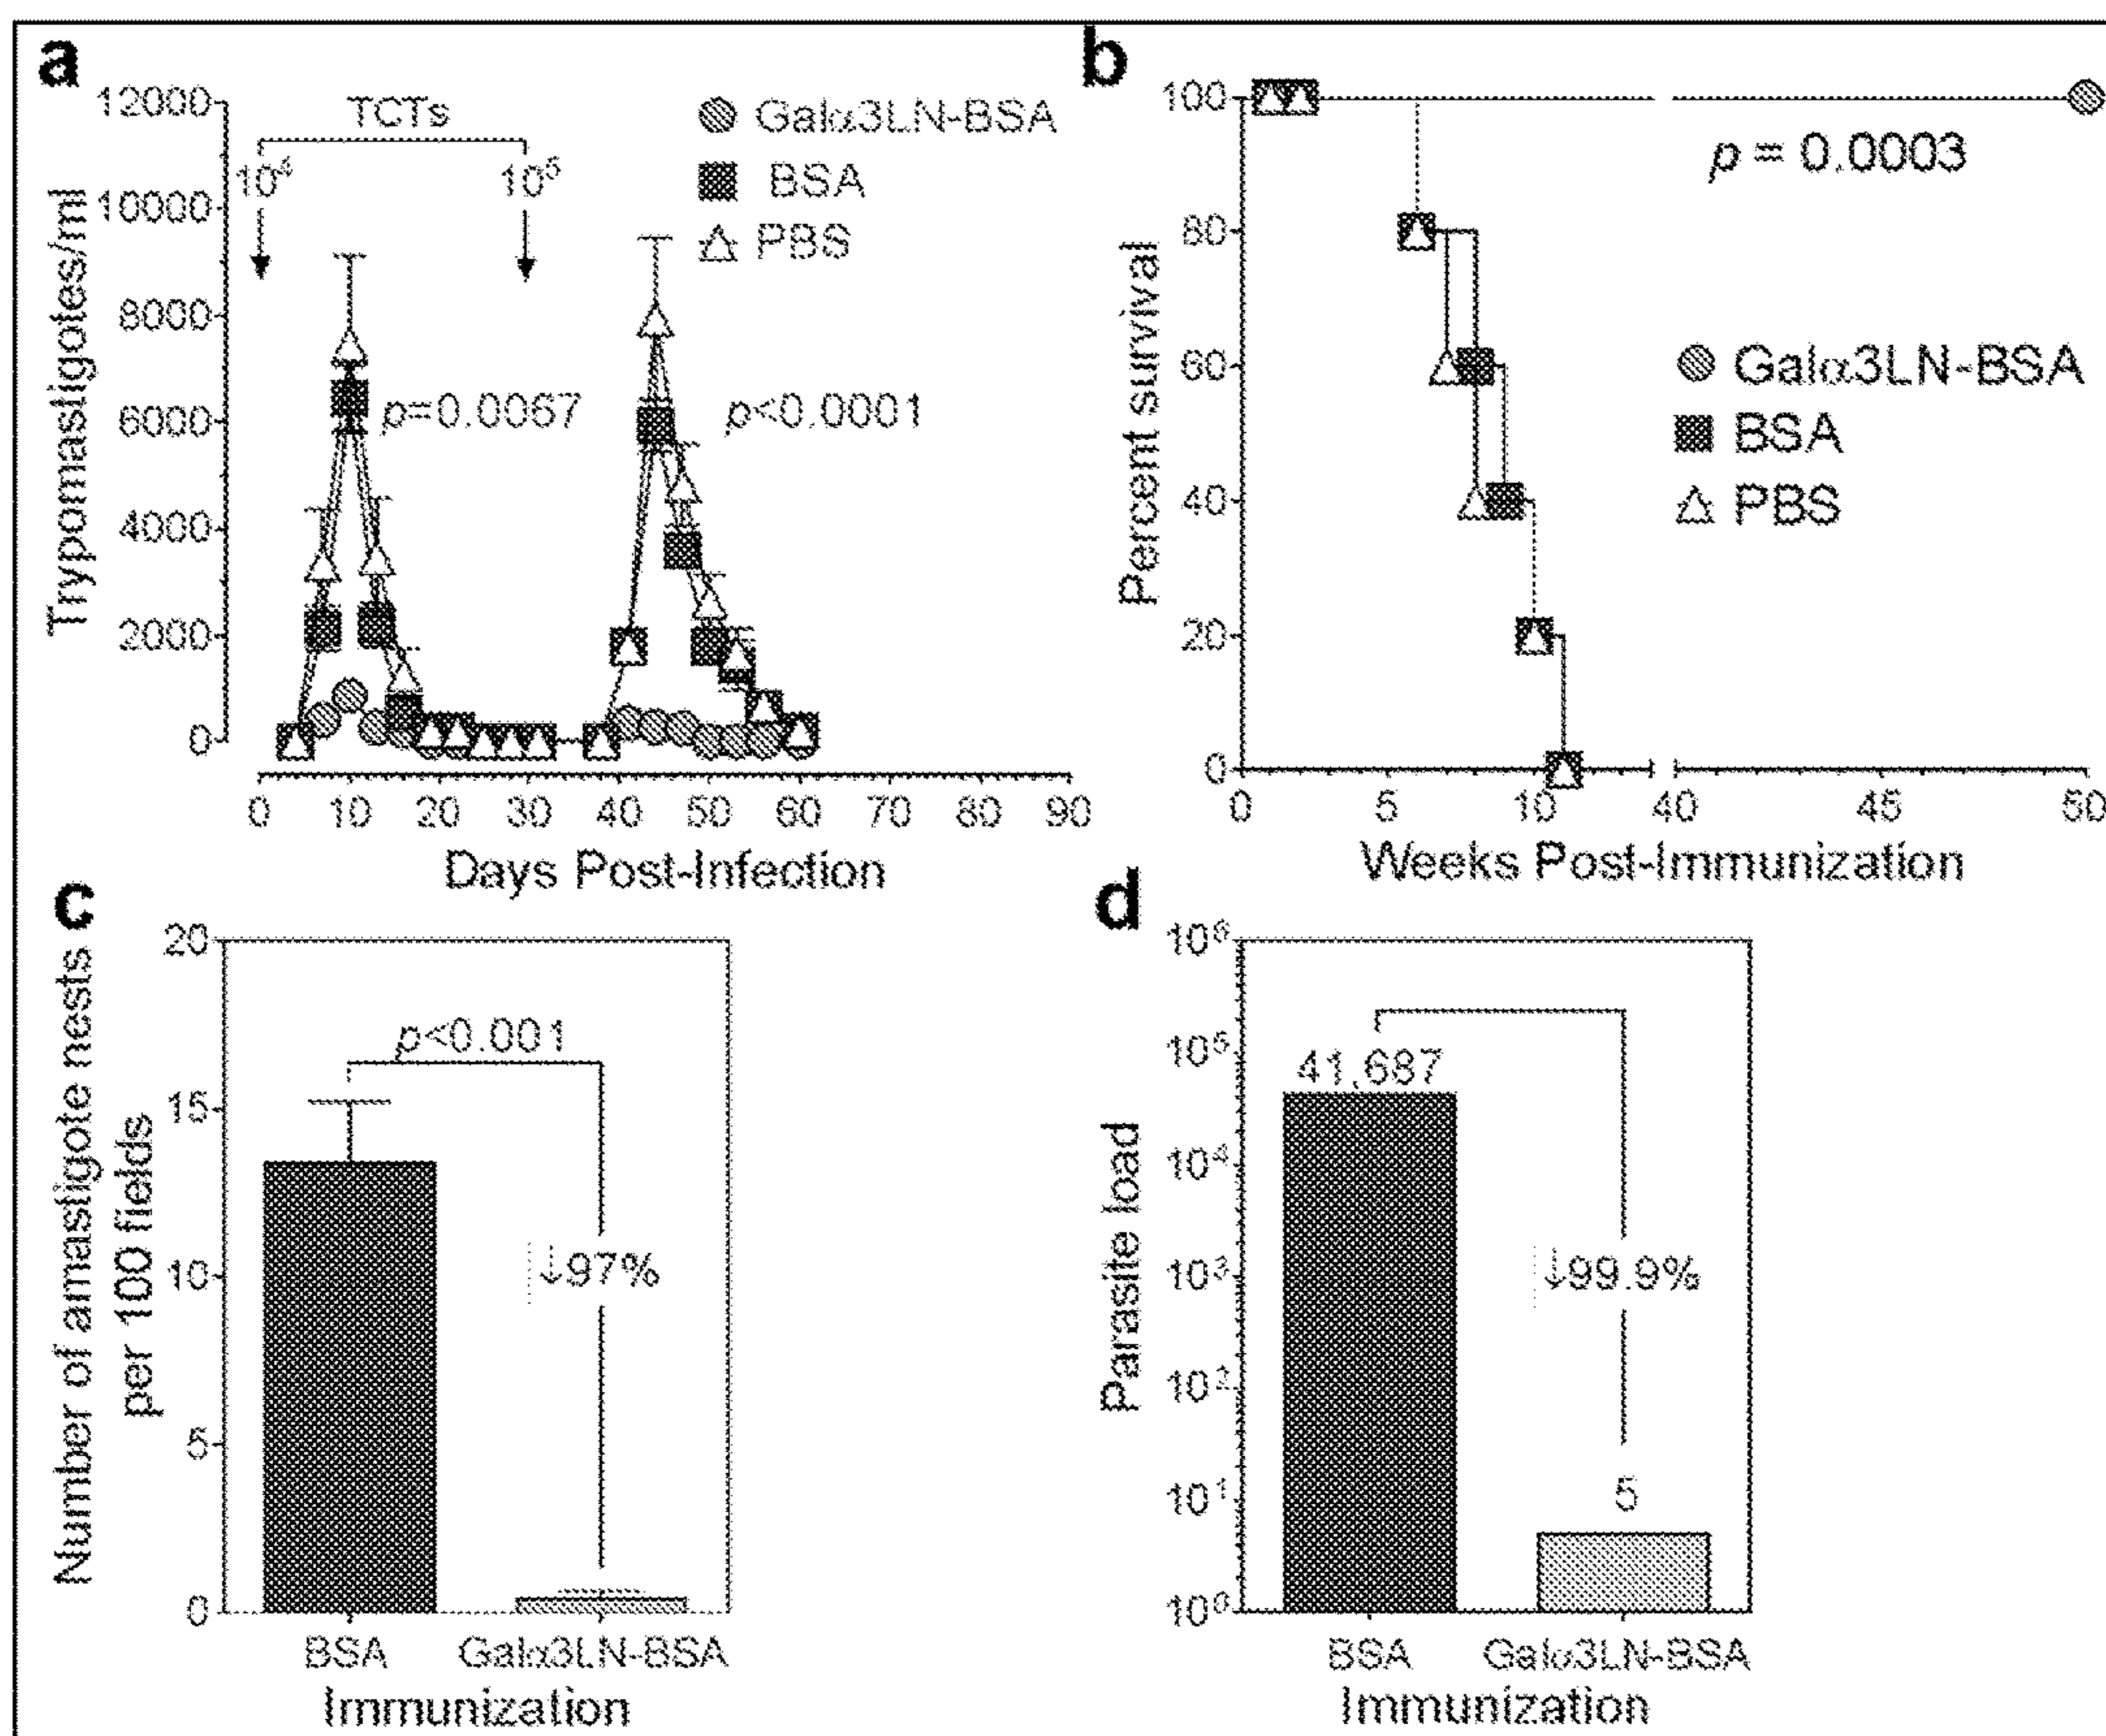 a
12000
10000
8000
6000
4000
2000
0
Trypomastigotes/ml
TCTs
10⁴
10⁵
Galα3LN-BSA
BSA
PBS
p=0.0067
p<0.0001
0 10 20 30 40 50 60 70 80 90
Days Post-Infection
b
100
80
60
40
20
0
Percent survival
p = 0.0003
Galα3LN-BSA
BSA
PBS
0 5 10 40 45 50
Weeks Post-Immunization
c
20
15
10
5
0
Number of amastigote nests
per 100 fields
p<0.001
↓97%
BSA Galα3LN-BSA
Immunization
d
10⁶
10⁵
10⁴
10³
10²
10¹
10⁰
Parasite load
41,687
↓99.9%
5
BSA Galα3LN-BSA
Immunization